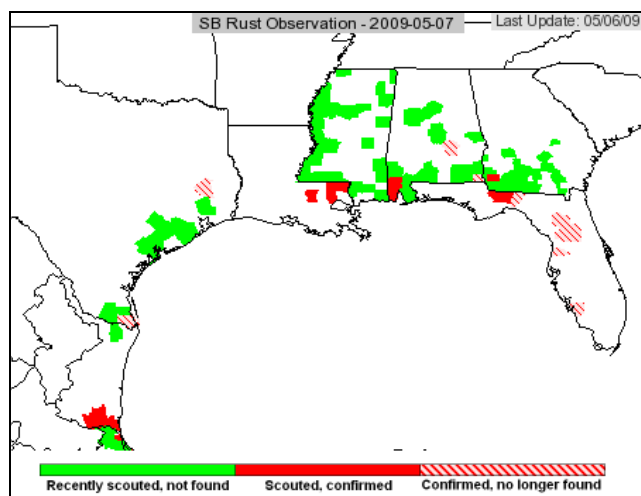 SB Rust Observation - 2009-05-07
Last Update: 05/06/09
Recently scouted, not found
Scouted, confirmed
Confirmed, no longer found